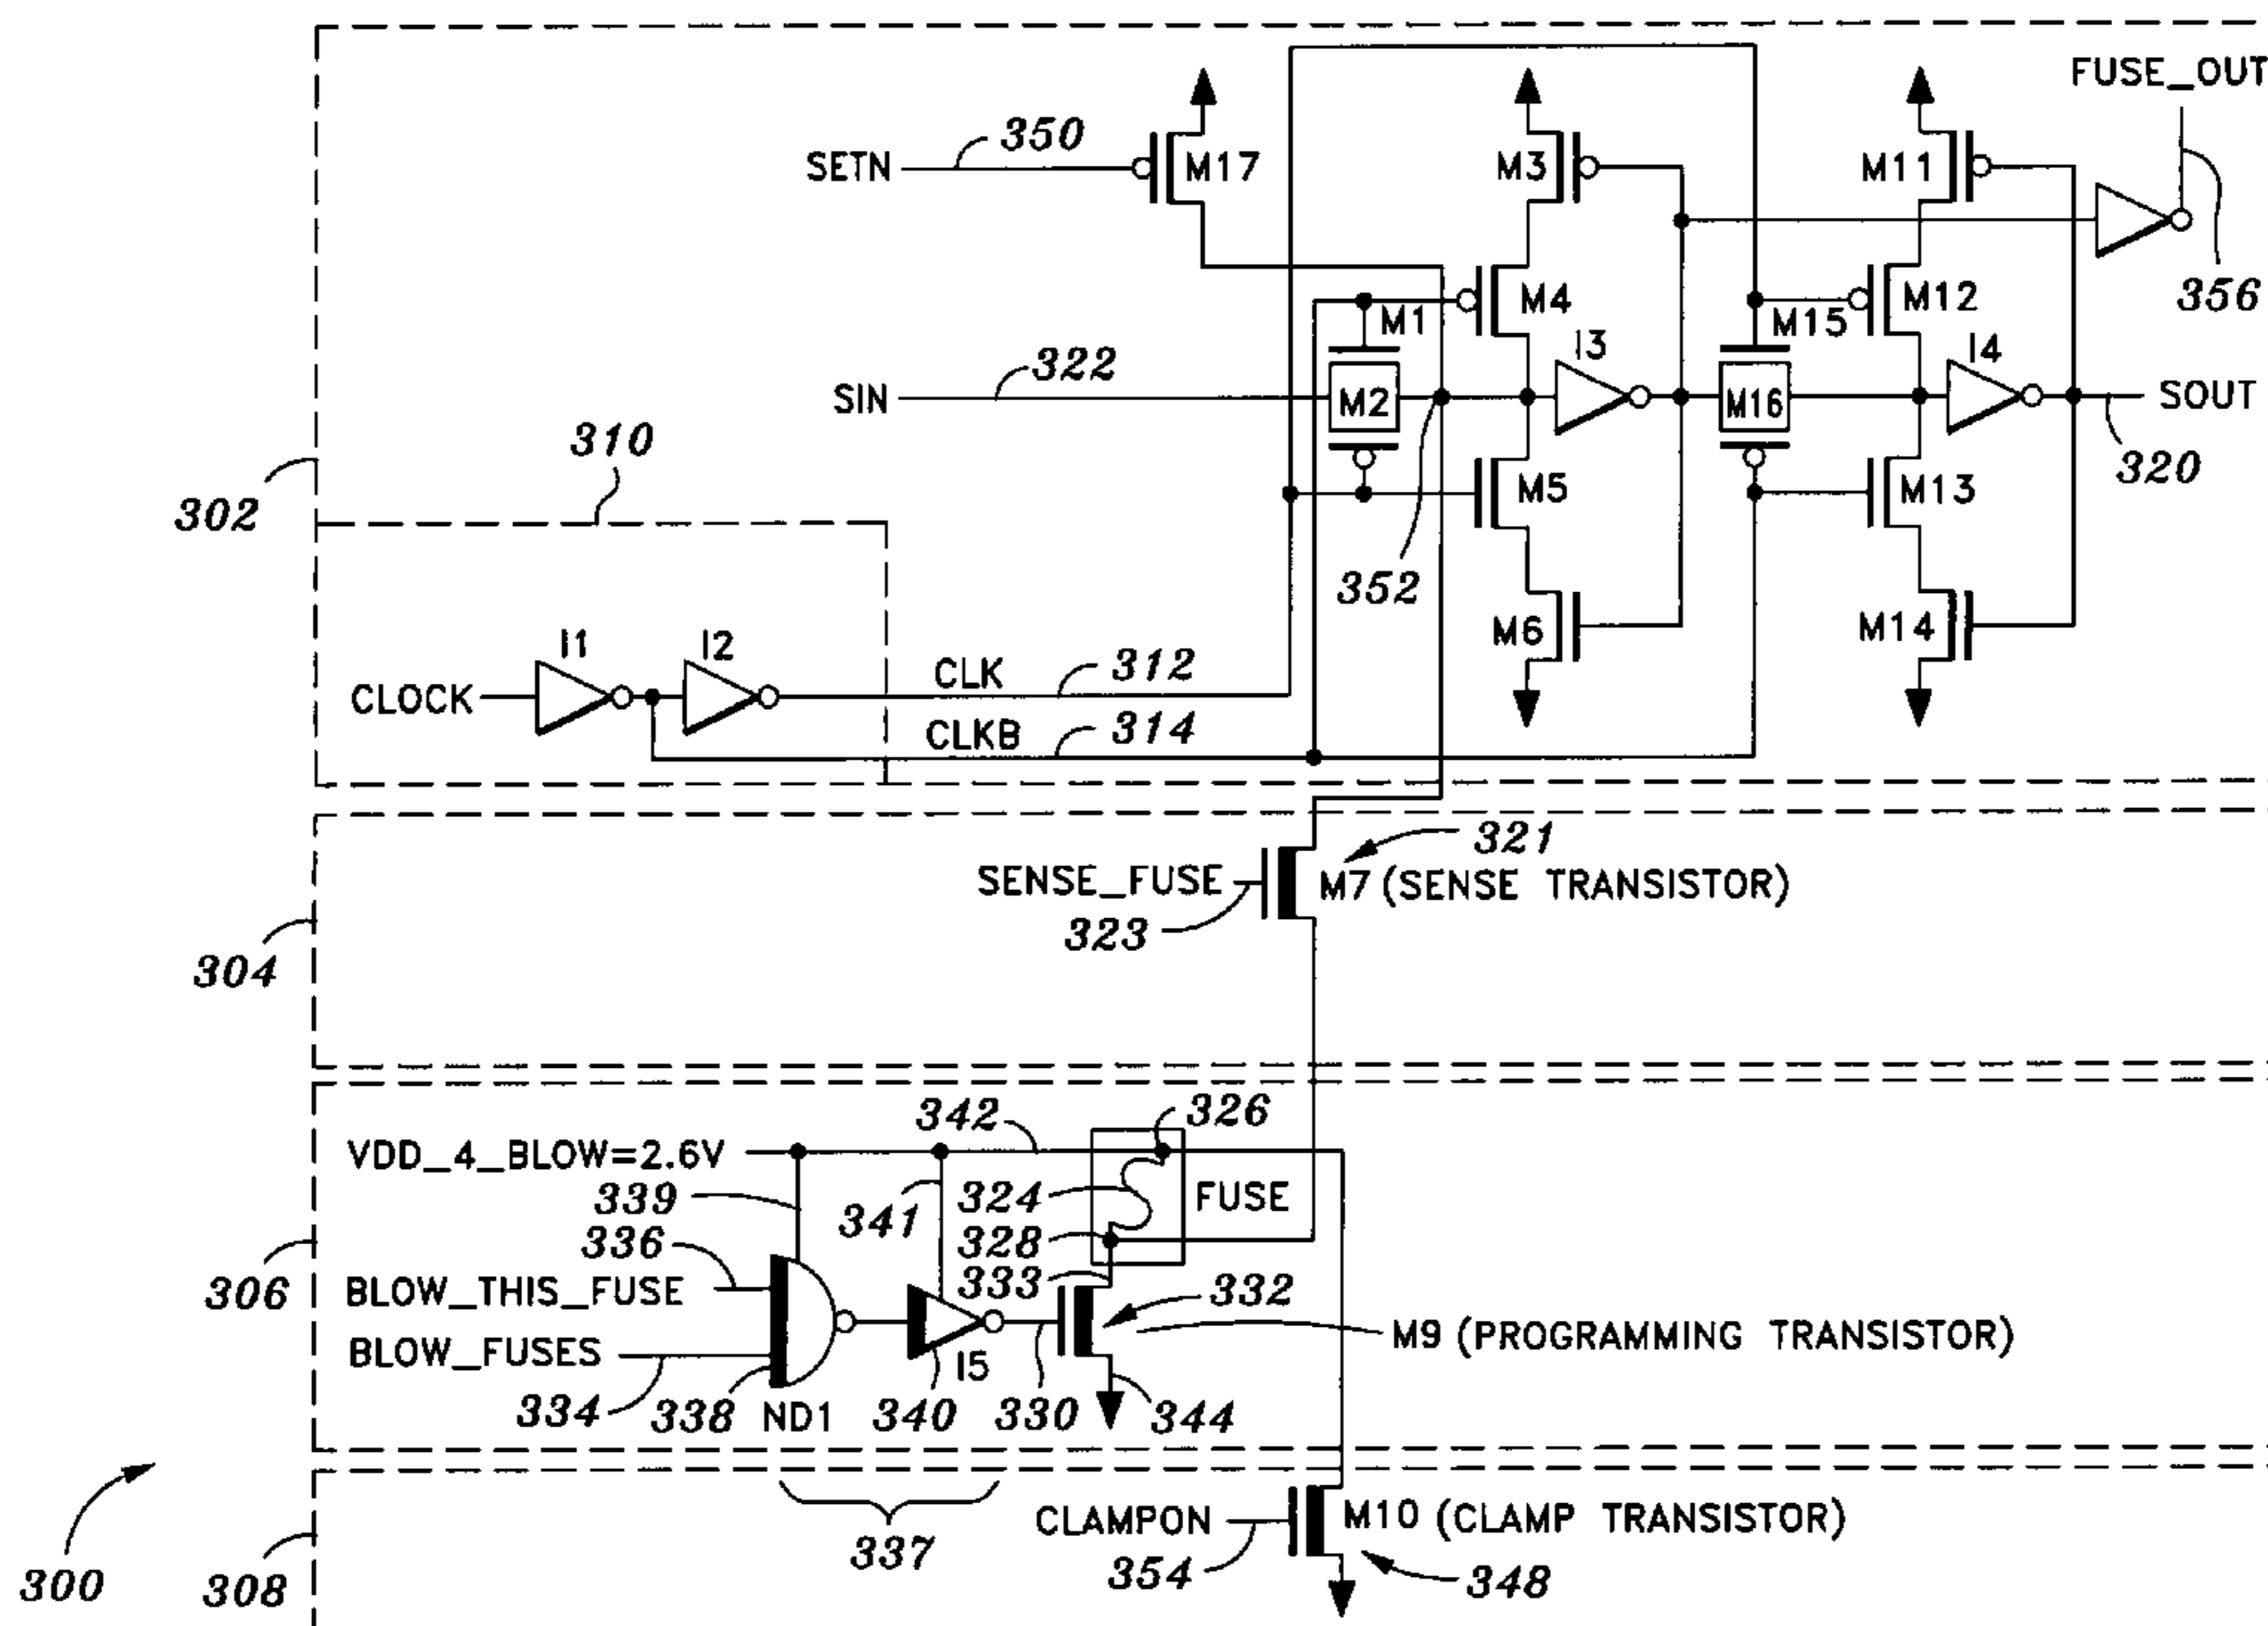 FUSE_OUT
350
SETN
M17
M3
M11
356
M4
M12
M1
M15
I3
I4
322
SIN
M2
M16
SOUT
310
320
M5
M13
302
352
I1
I2
M6
M14
CLOCK
CLK
312
CLKB
314
321
SENSE_FUSE
M7 (SENSE TRANSISTOR)
323
304
342
326
VDD_4_BLOW=2.6V
339
341
324
FUSE
336
328
306
BLOW_THIS_FUSE
333
332
BLOW_FUSES
M9 (PROGRAMMING TRANSISTOR)
I5
334
338
ND1
340
330
344
300
308
337
CLAMPON
M10 (CLAMP TRANSISTOR)
354
348